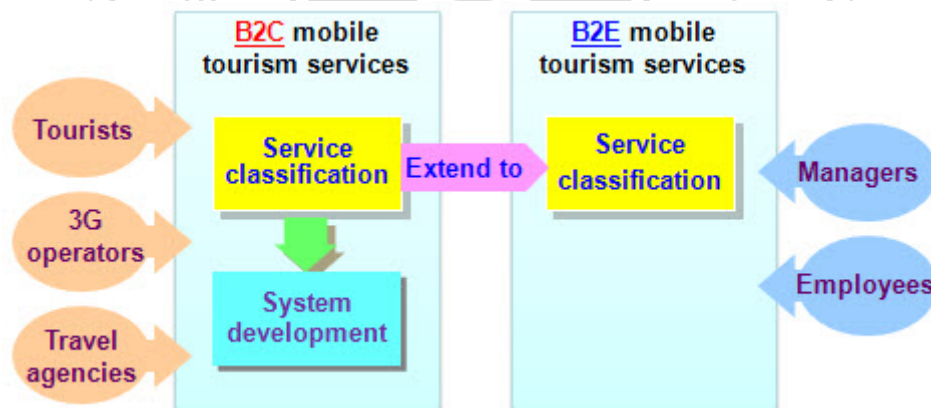 B2C mobile
tourism services
B2E mobile
tourism services
Tourists
3G
operators
Travel
agencies
Service
classification
Extend to
Service
classification
System
development
Managers
Employees